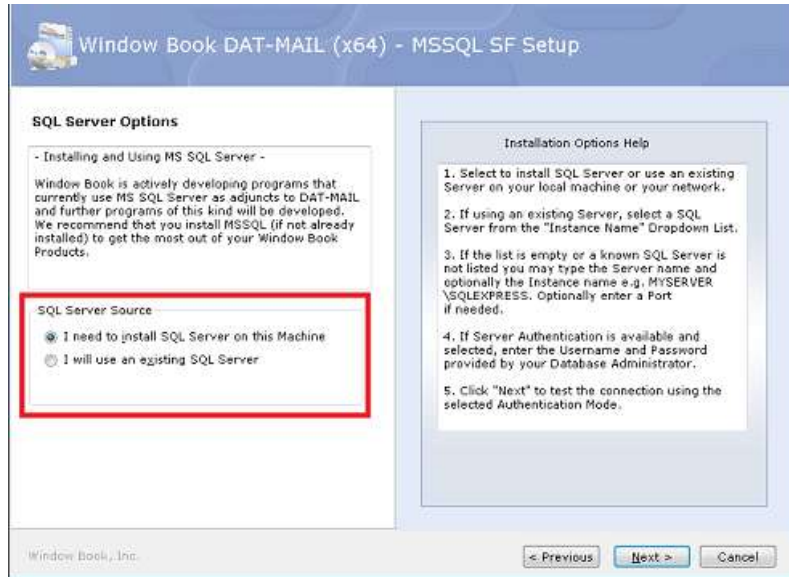 Window Book DAT-MAIL (x64) - MSSQL SF Setup
SQL Server Options
- Installing and Using MS SQL Server -
Window Book is actively developing programs that
currently use MS SQL Server as adjuncts to DAT-MAIL
and further programs of this kind will be developed.
We recommend that you install MSSQL (if not already
installed) to get the most out of your Window Book
Products.
SQL Server Source
I need to install SQL Server on this Machine
I will use an existing SQL Server
Installation Options Help
1. Select to install SQL Server or use an existing
Server on your local machine or your network.
2. If using an existing Server, select a SQL
Server from the "Instance Name" Dropdown List.
3. If the list is empty or a known SQL Server is
not listed you may type the Server name and
optionally the Instance name e.g. MYSERVER
\SQLEXPRESS. Optionally enter a Port
if needed.
4. If Server Authentication is available and
selected, enter the Username and Password
provided by your Database Administrator.
5. Click "Next" to test the connection using the
selected Authentication Mode.
Window Book, Inc.
< Previous
Next >
Cancel